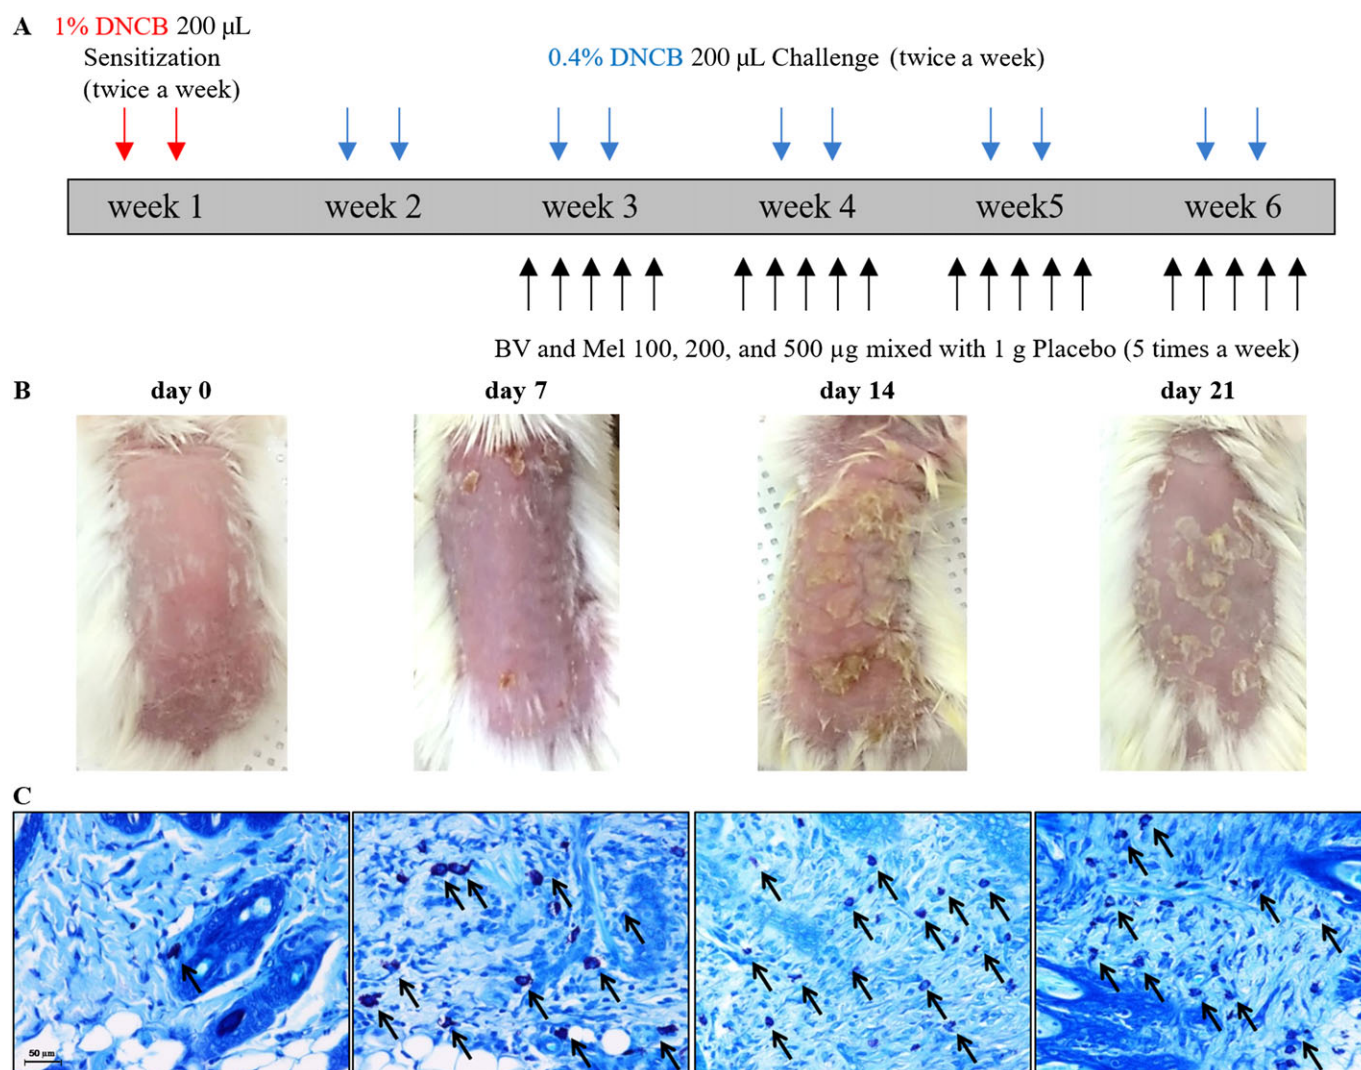 A
1% DNCB 200 µL
Sensitization
(twice a week)
0.4% DNCB 200 µL Challenge (twice a week)
week 1 week 2 week 3 week 4 week5 week 6
BV and Mel 100, 200, and 500 µg mixed with 1 g Placebo (5 times a week)
B
day 0 day 7 day 14 day 21
C
50 µm